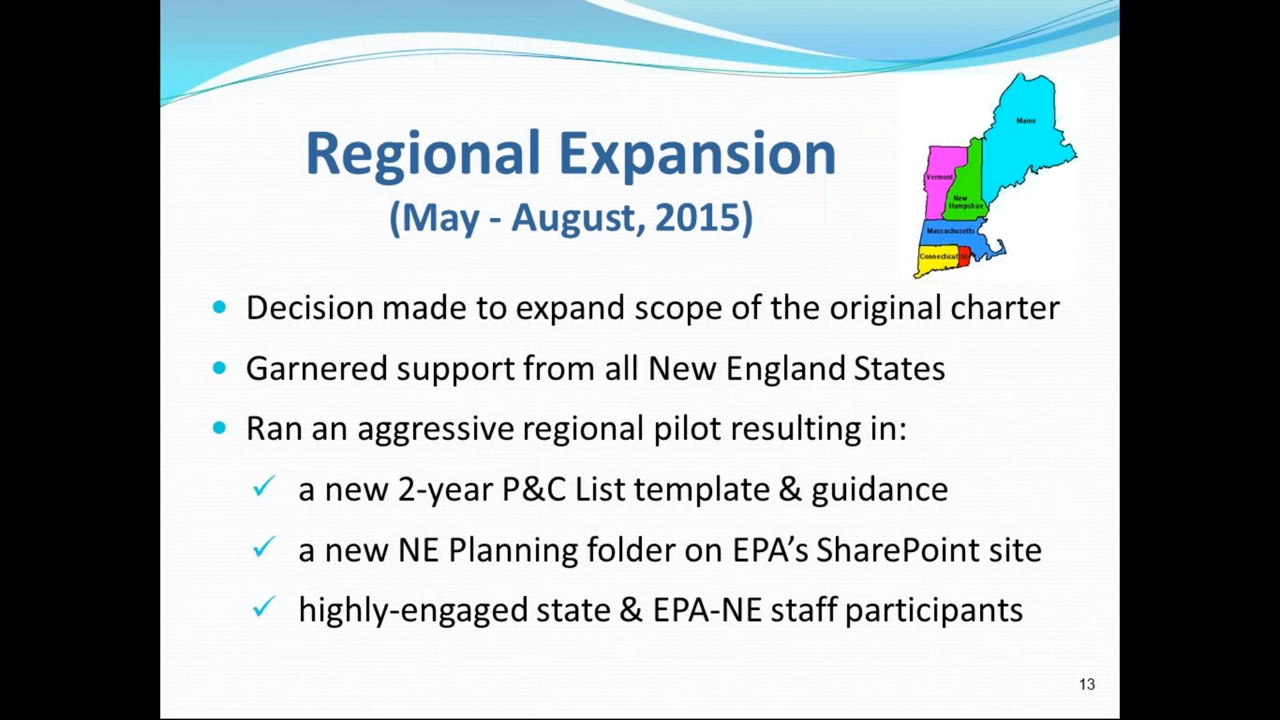 Regional Expansion
(May - August, 2015)
Maine
Vermont
New
Hampshire
Massachusetts
Connecticut
• Decision made to expand scope of the original charter
• Garnered support from all New England States
• Ran an aggressive regional pilot resulting in:
✓ a new 2-year P&C List template & guidance
✓ a new NE Planning folder on EPA’s SharePoint site
✓ highly-engaged state & EPA-NE staff participants
13